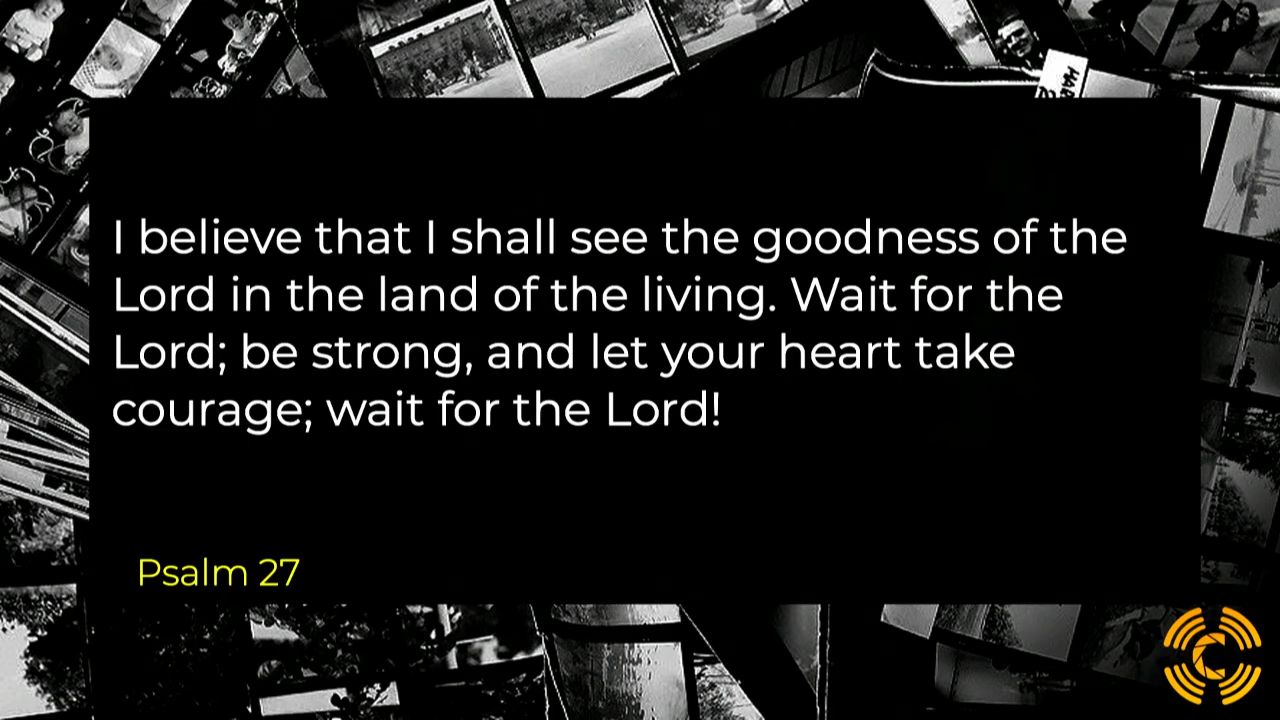 I believe that I shall see the goodness of the
Lord in the land of the living. Wait for the
Lord; be strong, and let your heart take
courage; wait for the Lord!
Psalm 27